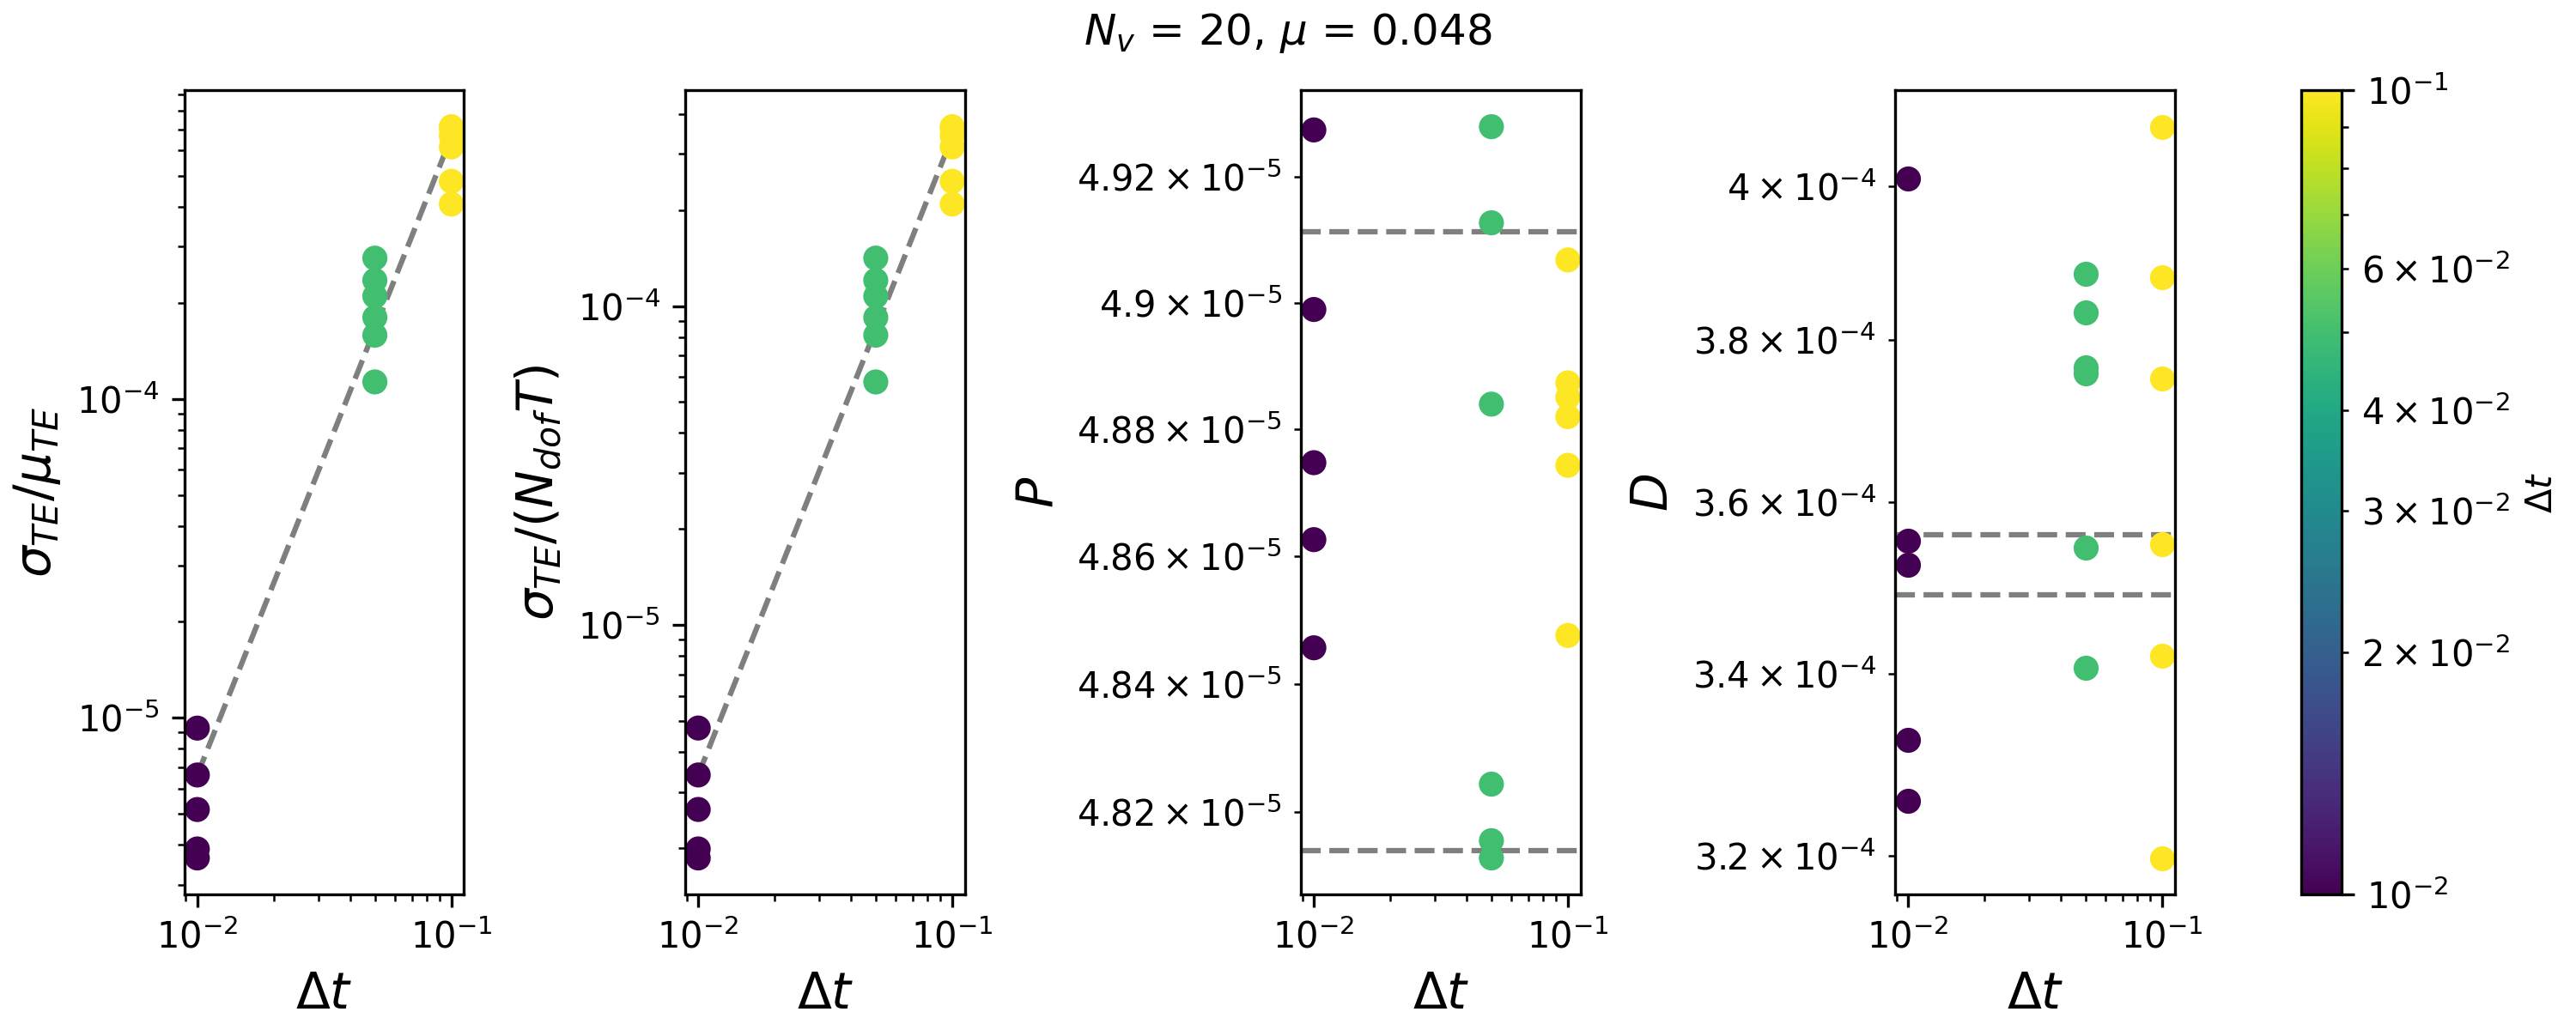 N_v = 20, μ = 0.048
σ_TE/μ_TE
10⁻⁴
10⁻⁵
10⁻² 10⁻¹
Δt
σ_TE/(N_dof T)
10⁻⁴
10⁻⁵
10⁻² 10⁻¹
Δt
P
4.92 × 10⁻⁵
4.9 × 10⁻⁵
4.88 × 10⁻⁵
4.86 × 10⁻⁵
4.84 × 10⁻⁵
4.82 × 10⁻⁵
10⁻² 10⁻¹
Δt
D
4 × 10⁻⁴
3.8 × 10⁻⁴
3.6 × 10⁻⁴
3.4 × 10⁻⁴
3.2 × 10⁻⁴
10⁻² 10⁻¹
Δt
10⁻¹
6 × 10⁻²
4 × 10⁻²
3 × 10⁻²
2 × 10⁻²
10⁻²
Δt